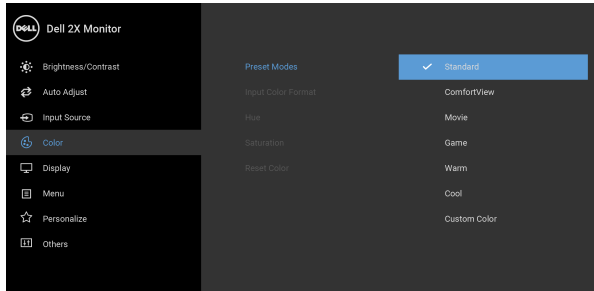 DELL Dell 2X Monitor
Brightness/Contrast
Auto Adjust
Input Source
Color
Display
Menu
Personalize
Others
Preset Modes
Input Color Format
Hue
Saturation
Reset Color
Standard
ComfortView
Movie
Game
Warm
Cool
Custom Color